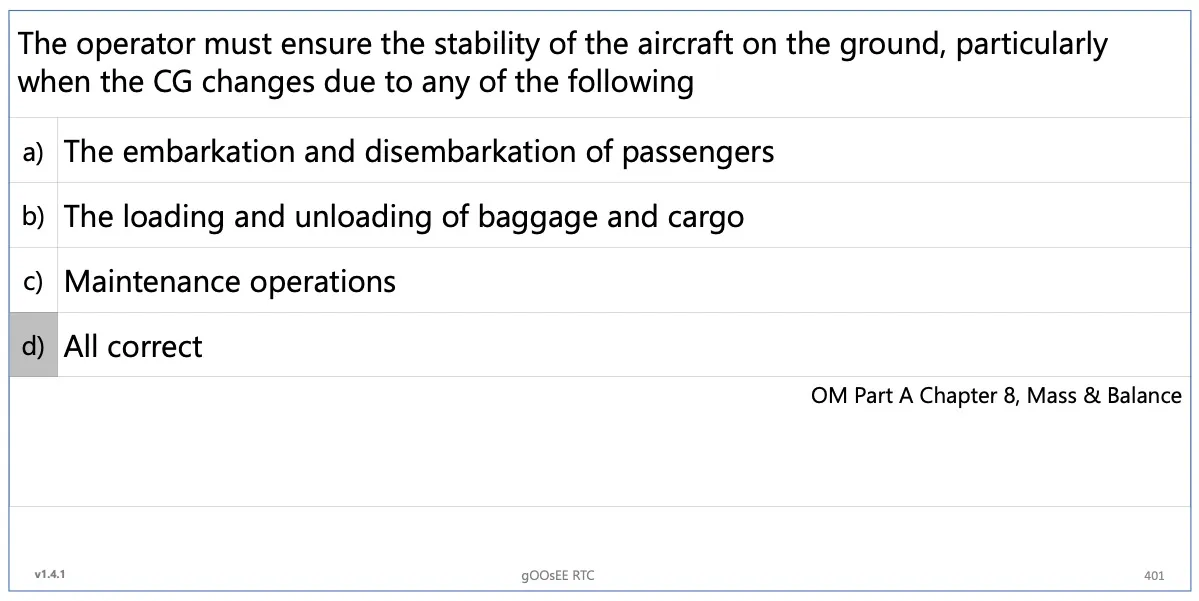 The operator must ensure the stability of the aircraft on the ground, particularly
when the CG changes due to any of the following
a) The embarkation and disembarkation of passengers
b) The loading and unloading of baggage and cargo
c) Maintenance operations
d) All correct
OM Part A Chapter 8, Mass & Balance
v1.4.1 gOOsEE RTC 401